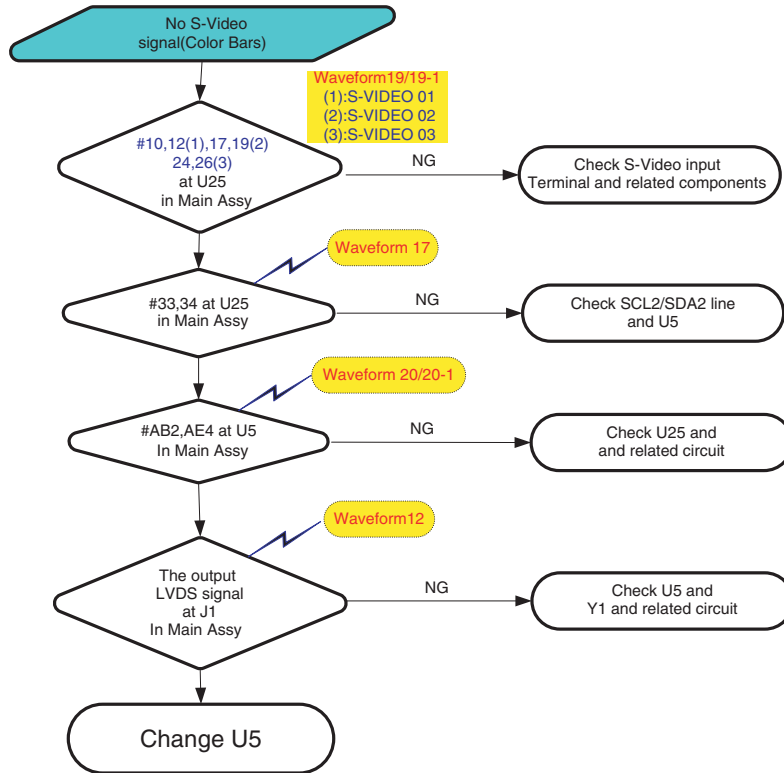 No S-Video
signal(Color Bars)
Waveform19/19-1
(1):S-VIDEO 01
(2):S-VIDEO 02
(3):S-VIDEO 03
#10,12(1),17,19(2)
24,26(3)
at U25
in Main Assy
NG
Check S-Video input
Terminal and related components
Waveform 17
#33,34 at U25
in Main Assy
NG
Check SCL2/SDA2 line
and U5
Waveform 20/20-1
#AB2,AE4 at U5
In Main Assy
NG
Check U25 and
and related circuit
Waveform12
The output
LVDS signal
at J1
In Main Assy
NG
Check U5 and
Y1 and related circuit
Change U5